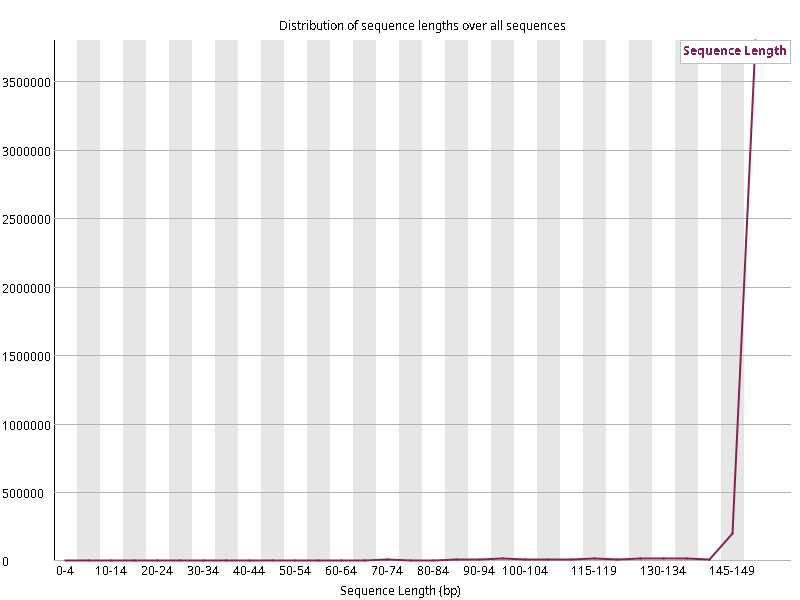 Distribution of sequence lengths over all sequences
Sequence Length
3500000
3000000
2500000
2000000
1500000
1000000
500000
0
0-4 10-14 20-24 30-34 40-44 50-54 60-64 70-74 80-84 90-94 100-104 115-119 130-134 145-149
Sequence Length (bp)